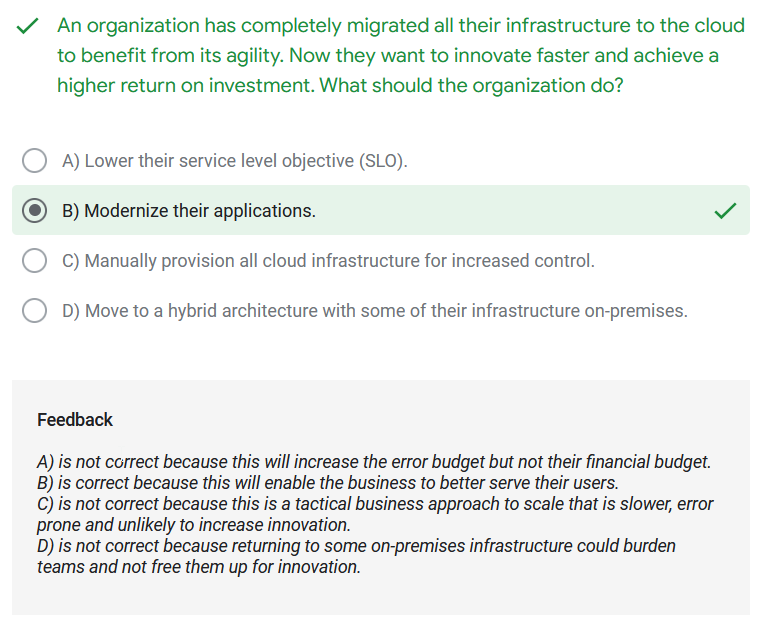 An organization has completely migrated all their infrastructure to the cloud
to benefit from its agility. Now they want to innovate faster and achieve a
higher return on investment. What should the organization do?
A) Lower their service level objective (SLO).
B) Modernize their applications.
C) Manually provision all cloud infrastructure for increased control.
D) Move to a hybrid architecture with some of their infrastructure on-premises.
Feedback
A) is not correct because this will increase the error budget but not their financial budget.
B) is correct because this will enable the business to better serve their users.
C) is not correct because this is a tactical business approach to scale that is slower, error
prone and unlikely to increase innovation.
D) is not correct because returning to some on-premises infrastructure could burden
teams and not free them up for innovation.